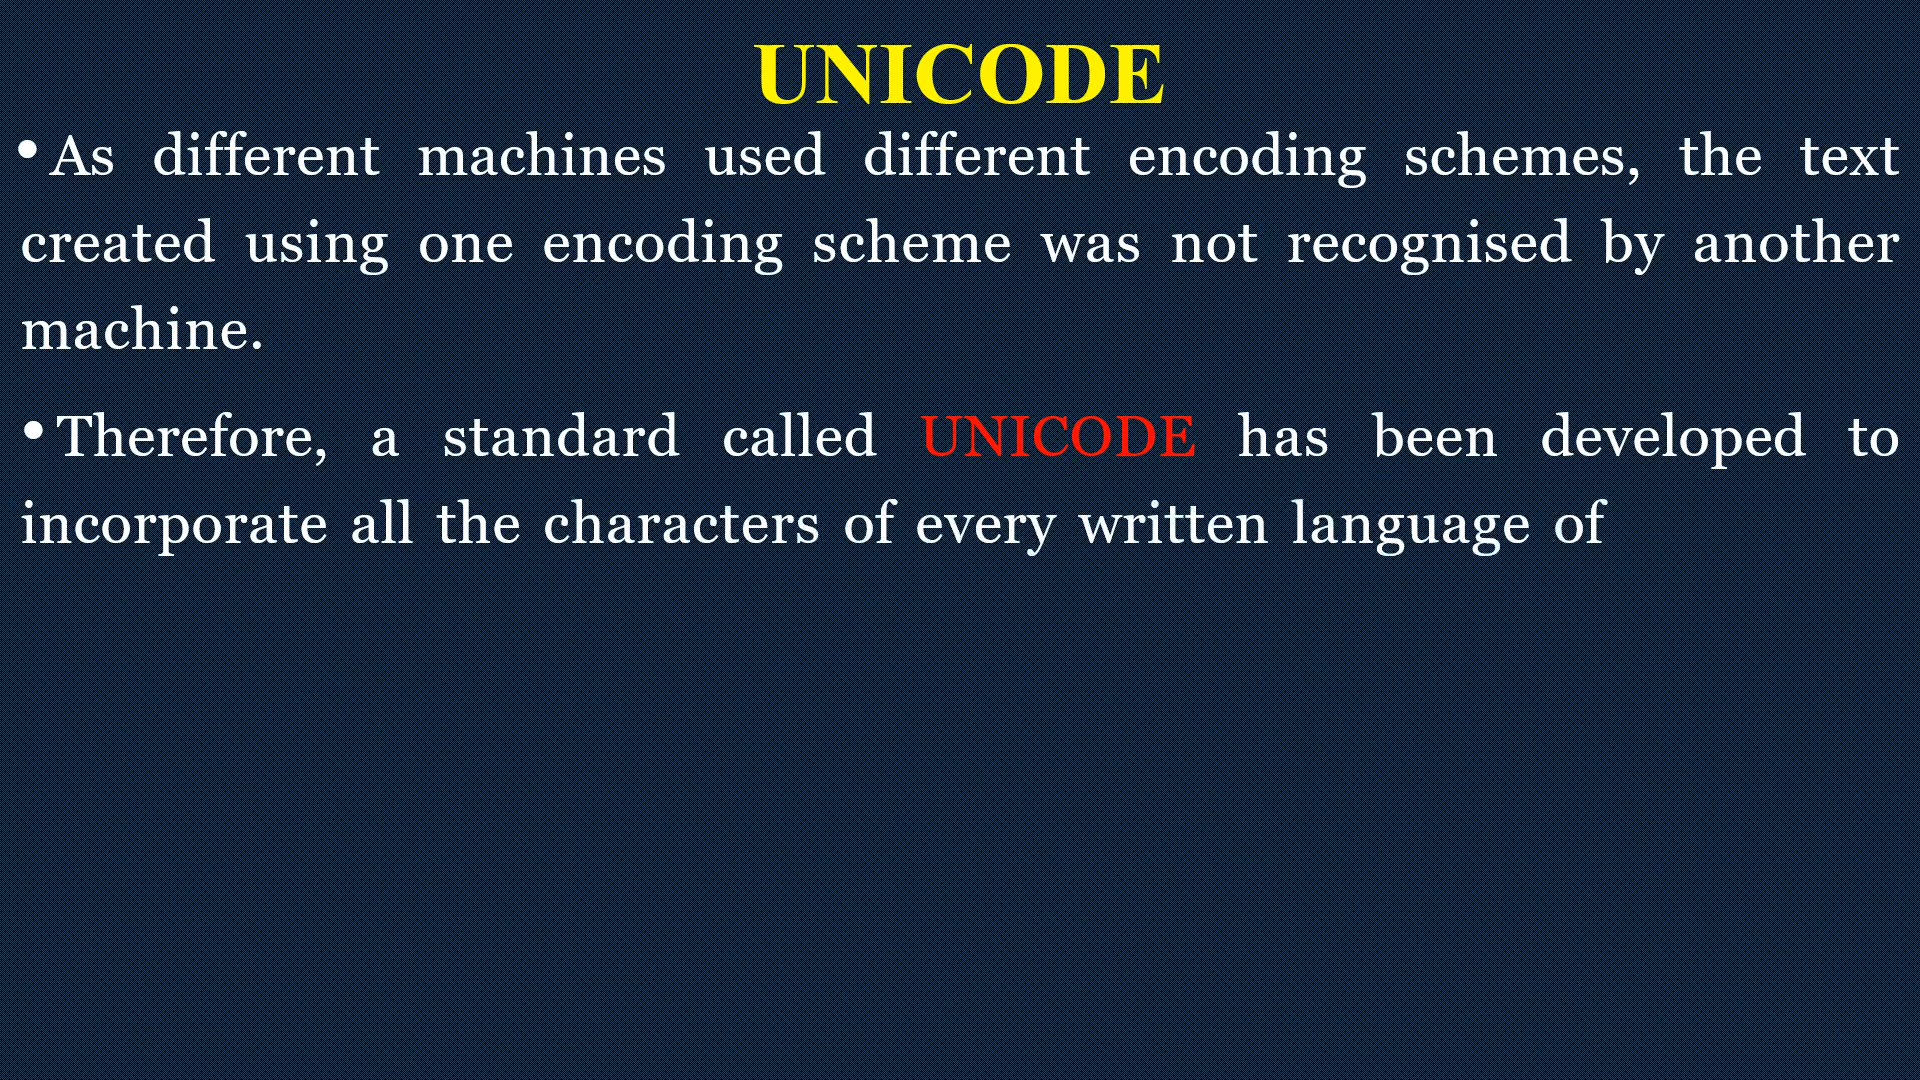 UNICODE
•As different machines used different encoding schemes, the text
created using one encoding scheme was not recognised by another
machine.
•Therefore, a standard called UNICODE has been developed to
incorporate all the characters of every written language of